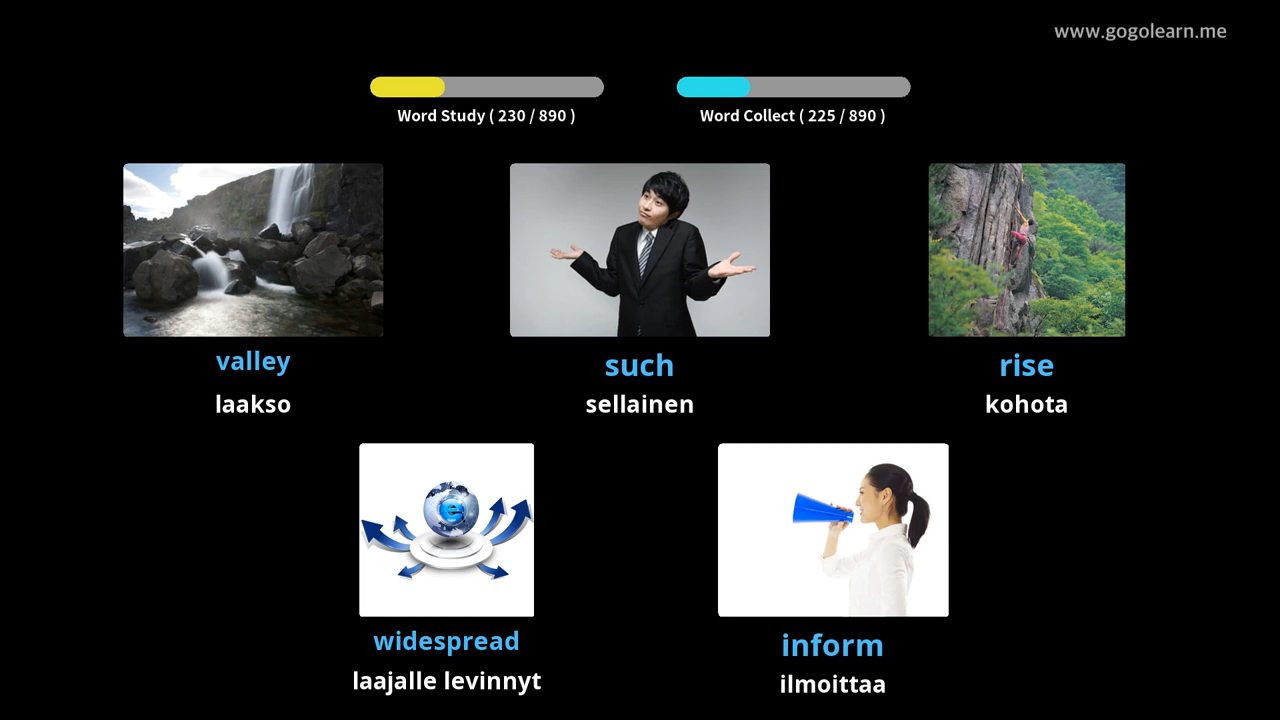 www.gogolearn.me
Word Study ( 230 / 890 )
Word Collect ( 225 / 890 )
valley
laakso
such
sellainen
rise
kohota
e
widespread
laajalle levinnyt
inform
ilmoittaa